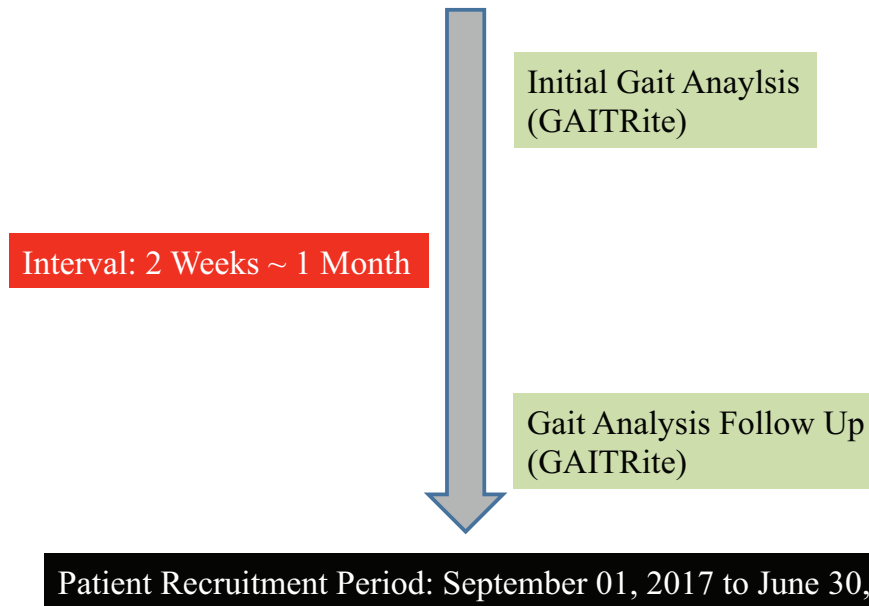 Initial Gait Anaylsis
(GAITRite)
Interval: 2 Weeks ~ 1 Month
Gait Analysis Follow Up
(GAITRite)
Patient Recruitment Period: September 01, 2017 to June 30,